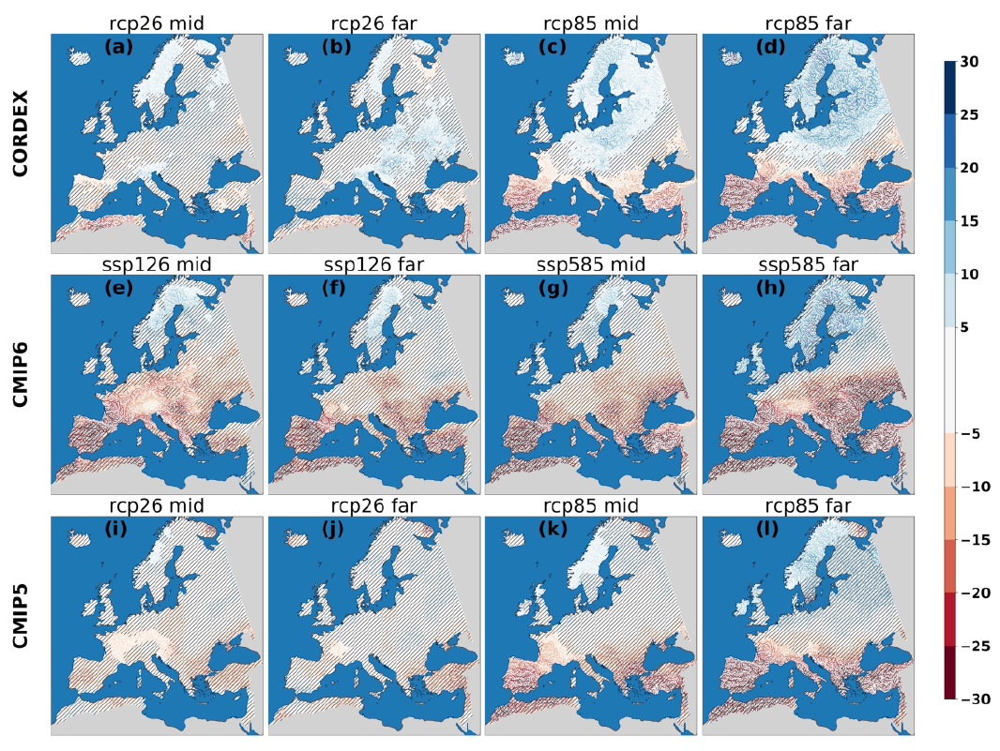 rcp26 mid
rcp26 far
rcp85 mid
rcp85 far
(a)
(b)
(c)
(d)
CORDEX
ssp126 mid
ssp126 far
ssp585 mid
ssp585 far
(e)
(f)
(g)
(h)
CMIP6
rcp26 mid
rcp26 far
rcp85 mid
rcp85 far
(i)
(j)
(k)
(l)
CMIP5
30
25
20
15
10
5
−5
−10
−15
−20
−25
−30